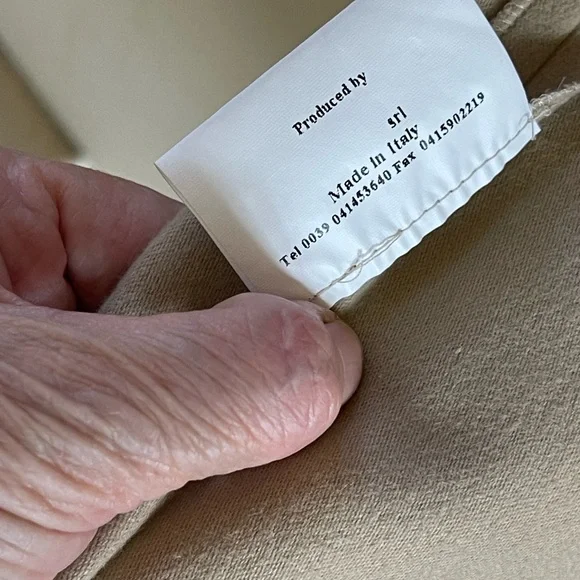 Produced by
srl
Made in Italy
Tel 0039 041453640 Fax 0415902219